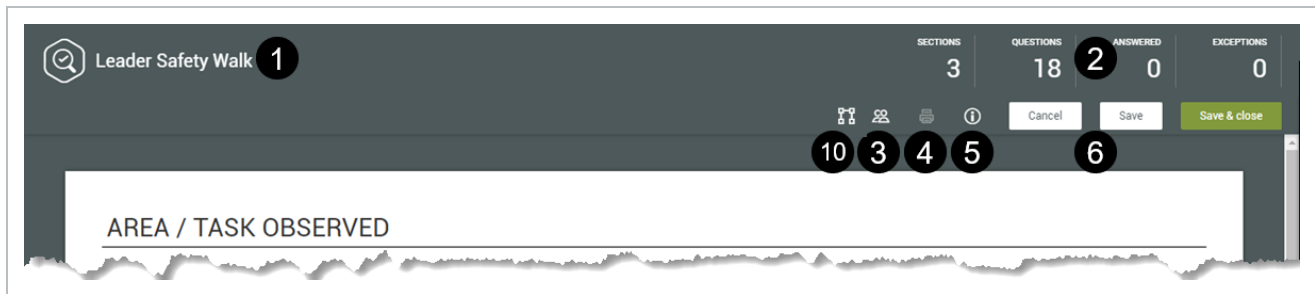 Leader Safety Walk 1
SECTIONS QUESTIONS ANSWERED EXCEPTIONS
3 18 2 0 0
Cancel Save Save & close
10 3 4 5 6
AREA / TASK OBSERVED